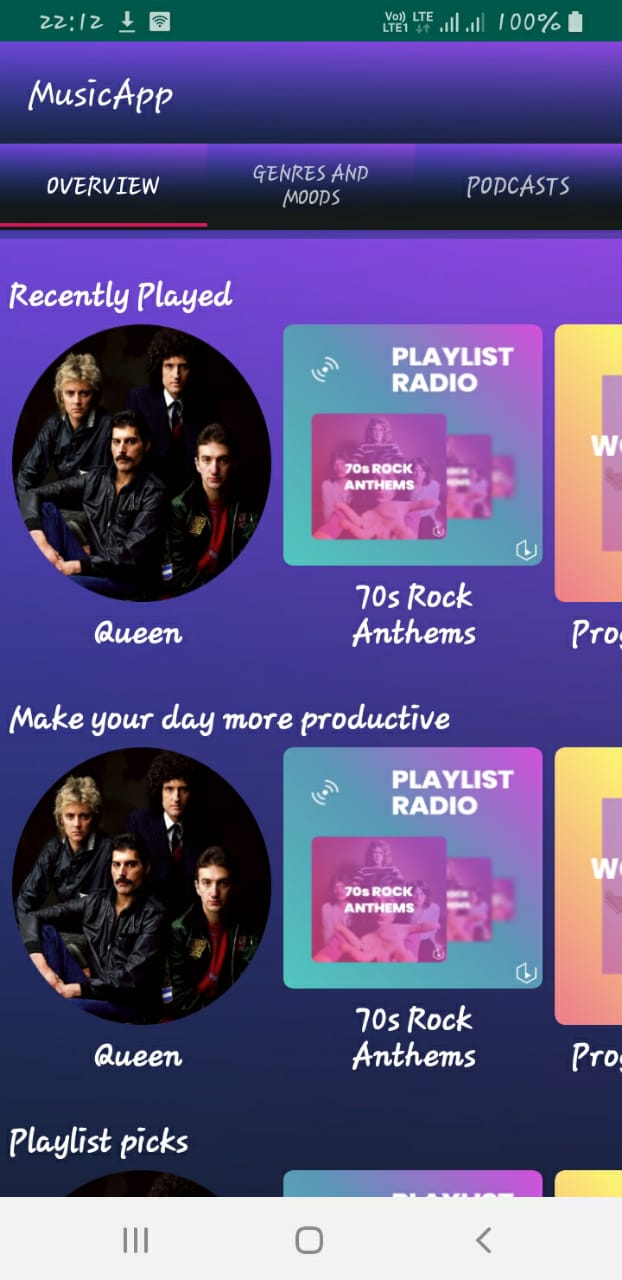 22:12
Vo)) LTE
LTE1
100%
MusicApp
OVERVIEW
GENRES AND
MOODS
PODCASTS
Recently Played
PLAYLIST
RADIO
70s ROCK
ANTHEMS
Queen
70s Rock
Anthems
Make your day more productive
PLAYLIST
RADIO
70s ROCK
ANTHEMS
Queen
70s Rock
Anthems
Playlist picks